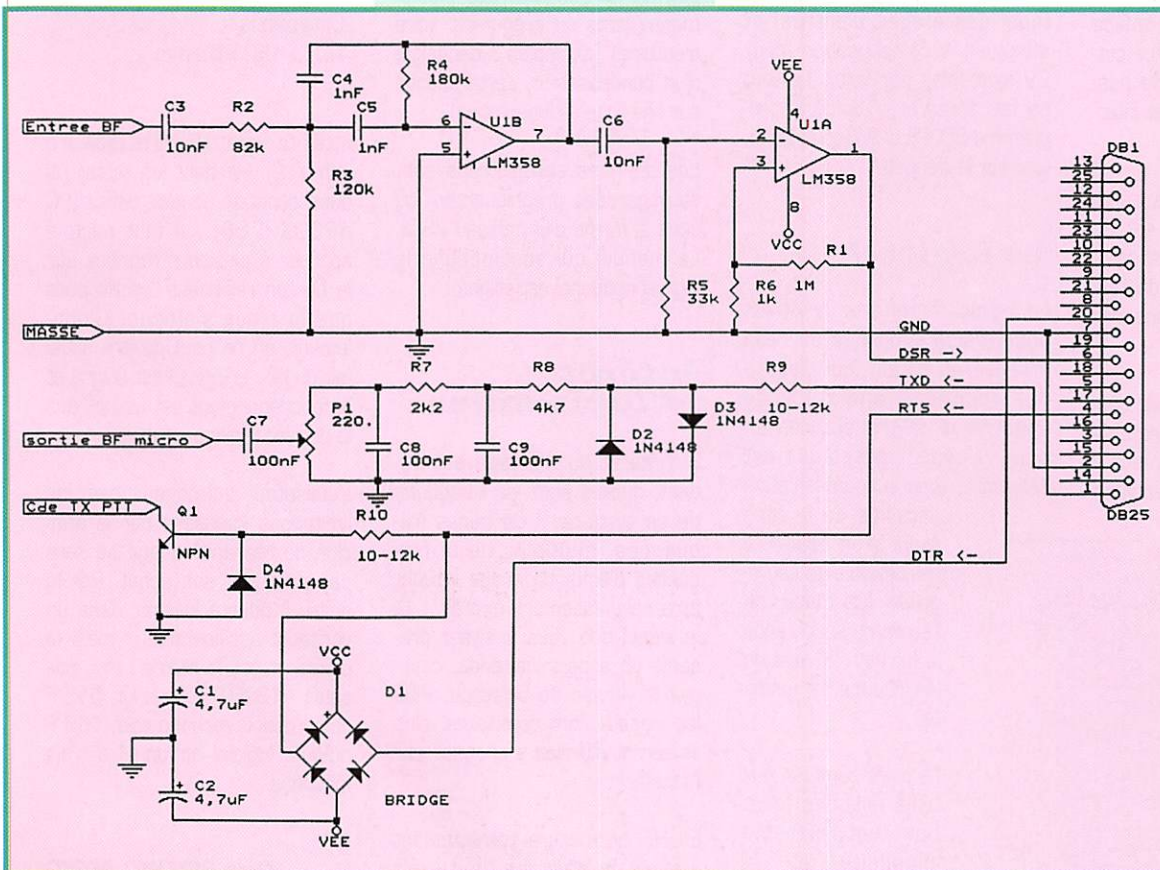 C4
1nF
R4
180k
VEE
4
Entree BF
C3
10nF
R2
82k
C5
1nF
6
5
U1B
7
LM358
C6
10nF
2
3
U1A
1
LM358
8
VCC
R3
120k
R5
33k
R6
1k
R1
1M
DB1
13
25
12
24
11
23
10
22
9
21
8
20
7
19
6
18
5
17
4
16
3
15
2
14
1
DB25
MASSE
GND
DSR ->
TXD <-
RTS <-
DTR <-
sortie BF micro
C7
100nF
P1
220.
R7
2k2
R8
4k7
R9
10-12k
C8
100nF
C9
100nF
D2
1N4148
D3
1N4148
Cde TX PTT
Q1
NPN
R10
10-12k
D4
1N4148
VCC
C1
4,7uF
C2
4,7uF
D1
BRIDGE
VEE